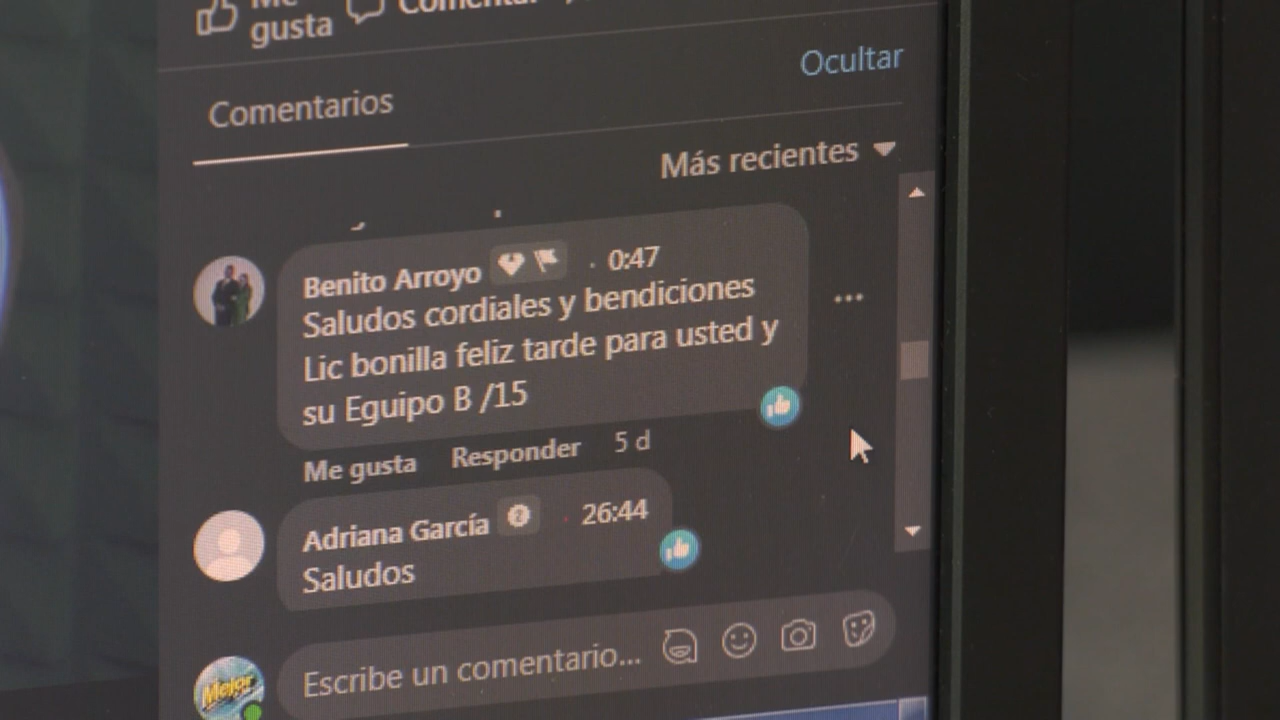 Me gusta
Comentar
Ocultar
Comentarios
Más recientes
Benito Arroyo · 0:47
Saludos cordiales y bendiciones
Lic bonilla feliz tarde para usted y
su Eguipo B /15
Me gusta Responder 5 d
Adriana García · 26:44
Saludos
Escribe un comentario...
Mejor